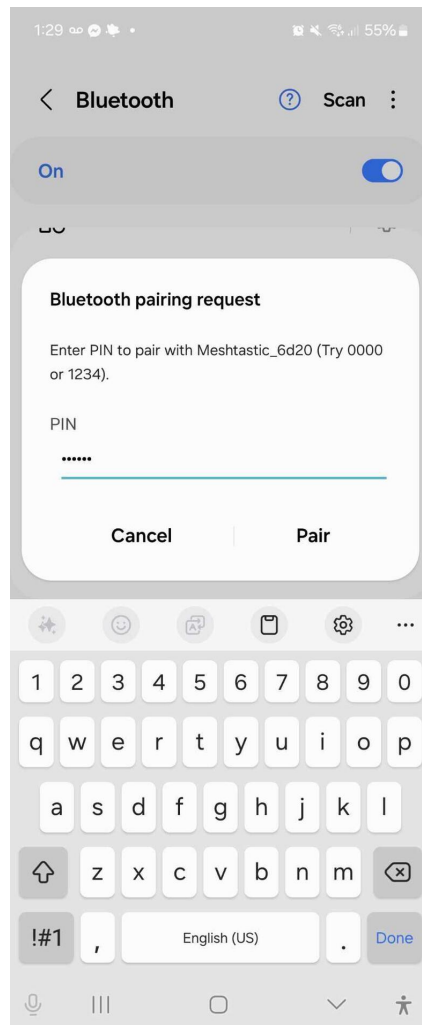 1:29
55%
Bluetooth
?
Scan
On
Bluetooth pairing request
Enter PIN to pair with Meshtastic_6d20 (Try 0000
or 1234).
PIN
••••••
Cancel
Pair
1 2 3 4 5 6 7 8 9 0
q w e r t y u i o p
a s d f g h j k l
z x c v b n m
!#1 , English (US) . Done